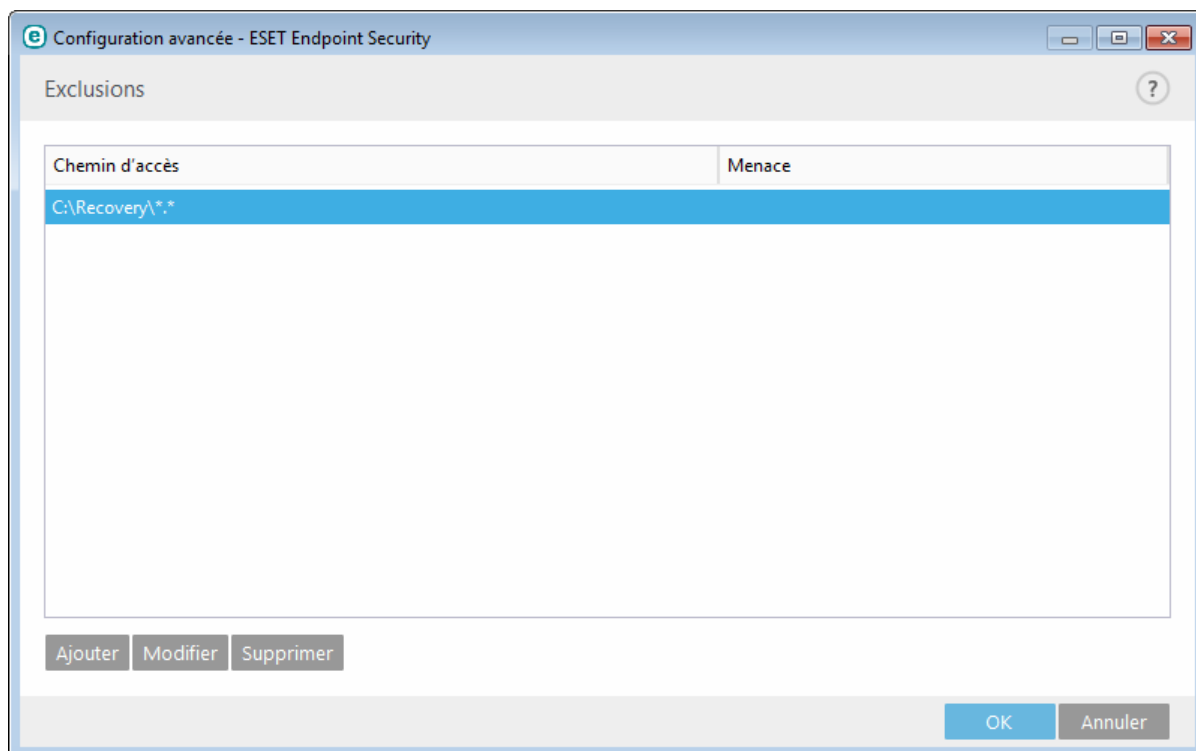 Configuration avancée - ESET Endpoint Security
Exclusions
?
Chemin d'accès Menace
C:\Recovery\*.*
Ajouter Modifier Supprimer
OK Annuler